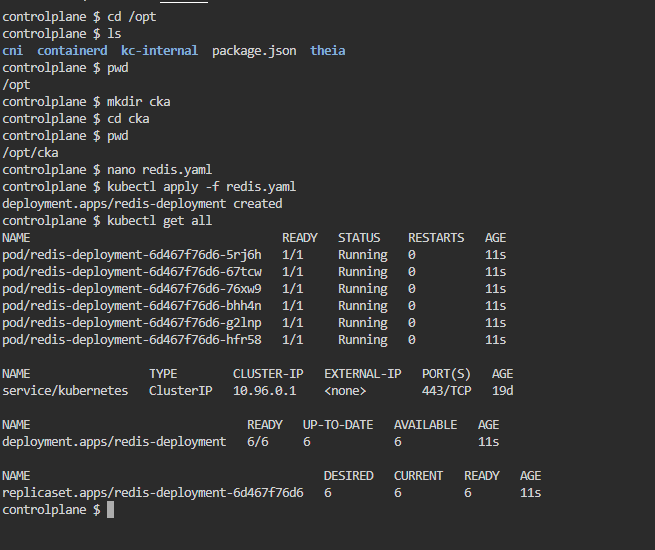 controlplane $ cd /opt
controlplane $ ls
cni containerd kc-internal package.json theia
controlplane $ pwd
/opt
controlplane $ mkdir cka
controlplane $ cd cka
controlplane $ pwd
/opt/cka
controlplane $ nano redis.yaml
controlplane $ kubectl apply -f redis.yaml
deployment.apps/redis-deployment created
controlplane $ kubectl get all
NAME READY STATUS RESTARTS AGE
pod/redis-deployment-6d467f76d6-5rj6h 1/1 Running 0 11s
pod/redis-deployment-6d467f76d6-67tcw 1/1 Running 0 11s
pod/redis-deployment-6d467f76d6-76xw9 1/1 Running 0 11s
pod/redis-deployment-6d467f76d6-bhh4n 1/1 Running 0 11s
pod/redis-deployment-6d467f76d6-g2lnp 1/1 Running 0 11s
pod/redis-deployment-6d467f76d6-hfr58 1/1 Running 0 11s
NAME TYPE CLUSTER-IP EXTERNAL-IP PORT(S) AGE
service/kubernetes ClusterIP 10.96.0.1 <none> 443/TCP 19d
NAME READY UP-TO-DATE AVAILABLE AGE
deployment.apps/redis-deployment 6/6 6 6 11s
NAME DESIRED CURRENT READY AGE
replicaset.apps/redis-deployment-6d467f76d6 6 6 6 11s
controlplane $